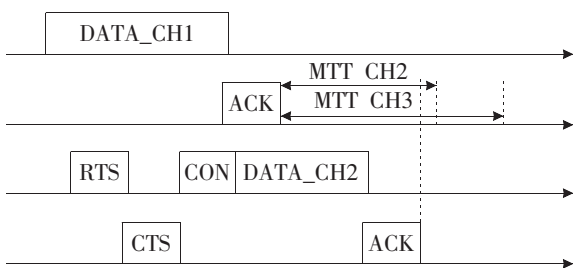 DATA_CH1
MTT CH2
ACK
MTT CH3
RTS
CON
DATA_CH2
CTS
ACK